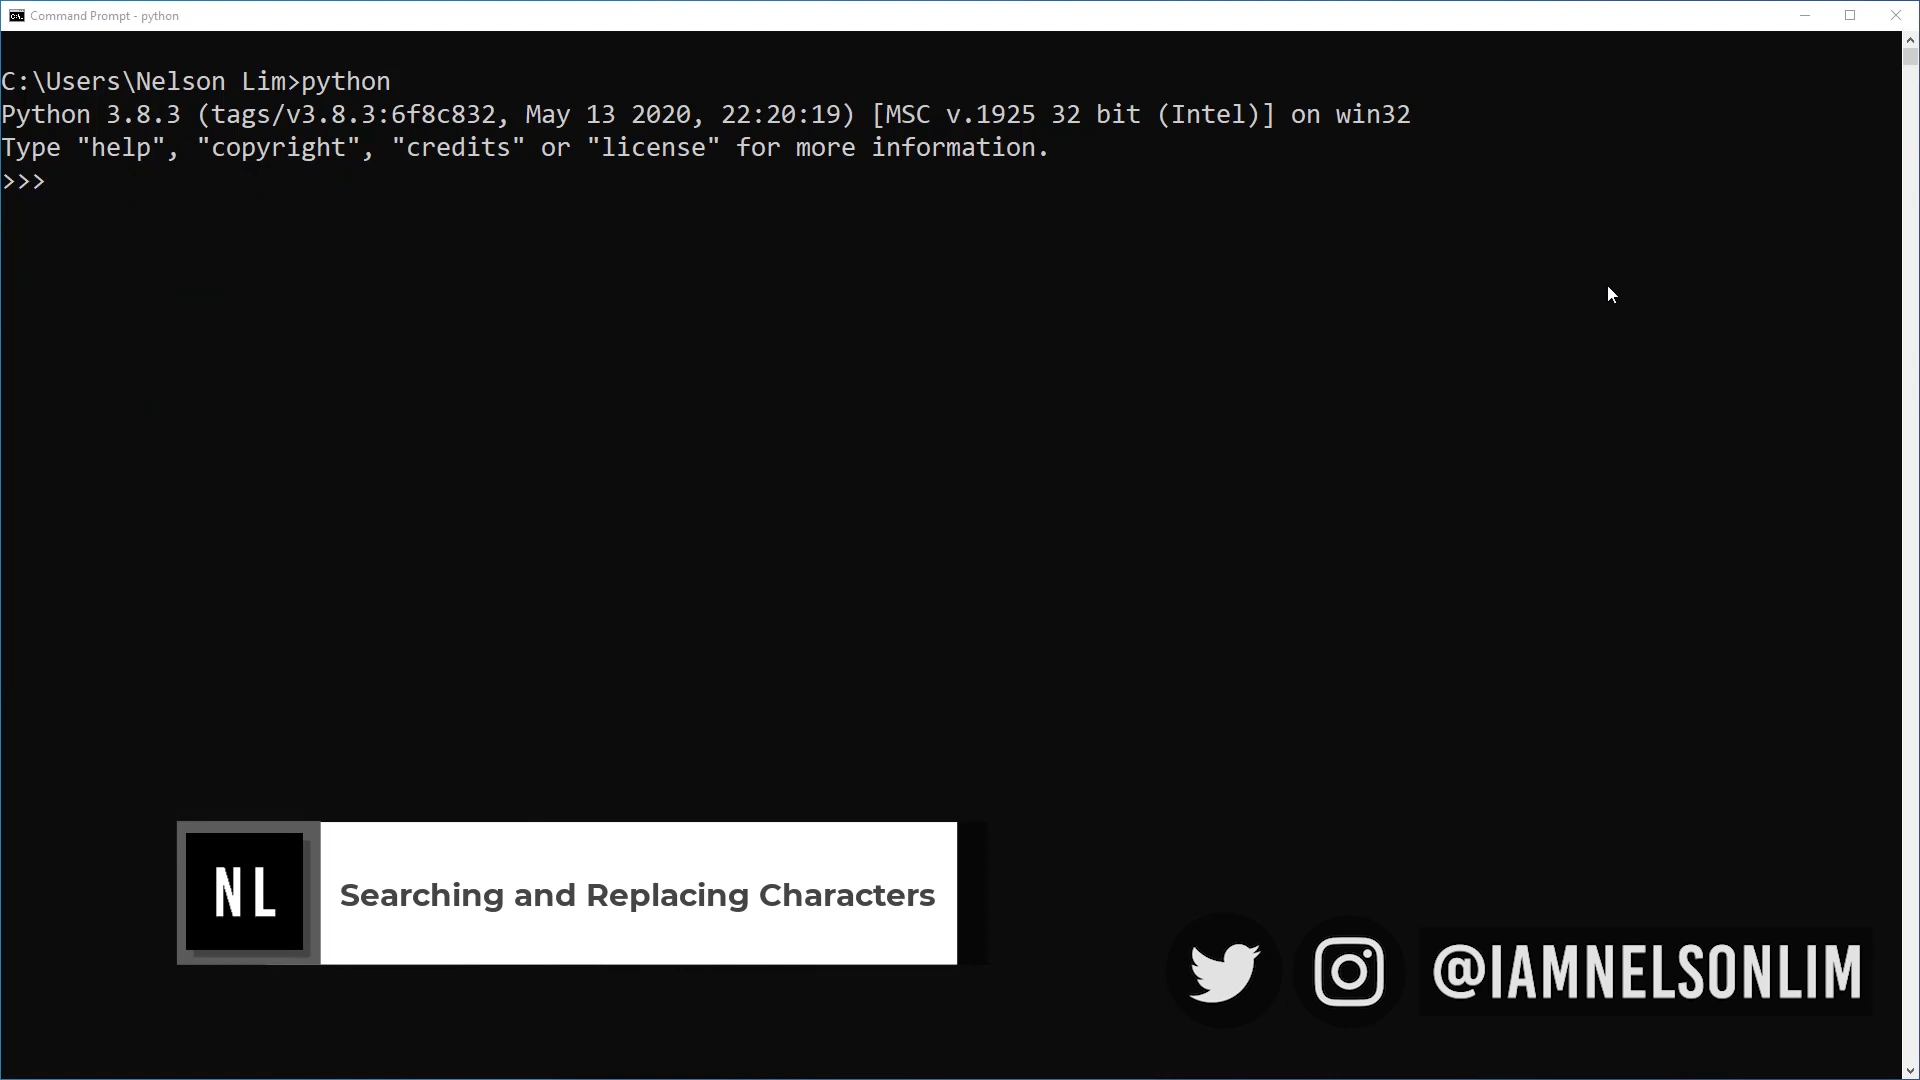 Command Prompt - python
C:\Users\Nelson Lim>python
Python 3.8.3 (tags/v3.8.3:6f8c832, May 13 2020, 22:20:19) [MSC v.1925 32 bit (Intel)] on win32
Type "help", "copyright", "credits" or "license" for more information.
>>>
NL
Searching and Replacing Characters
@IAMNELSONLIM